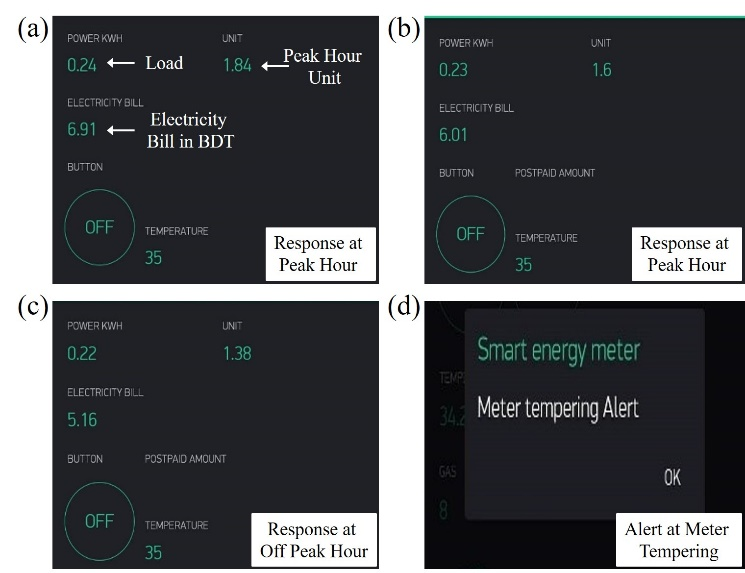 (a)
POWER KWH UNIT
0.24 Load 1.84 Peak Hour
Unit
ELECTRICITY BILL
6.91 Electricity
Bill in BDT
BUTTON
OFF
TEMPERATURE
35
Response at
Peak Hour
(b)
POWER KWH UNIT
0.23 1.6
ELECTRICITY BILL
6.01
BUTTON POSTPAID AMOUNT
OFF
TEMPERATURE
35
Response at
Peak Hour
(c)
POWER KWH UNIT
0.22 1.38
ELECTRICITY BILL
5.16
BUTTON POSTPAID AMOUNT
OFF
TEMPERATURE
35
Response at
Off Peak Hour
(d)
Smart energy meter
Meter tempering Alert
34.2
GAS
8
OK
Alert at Meter
Tempering